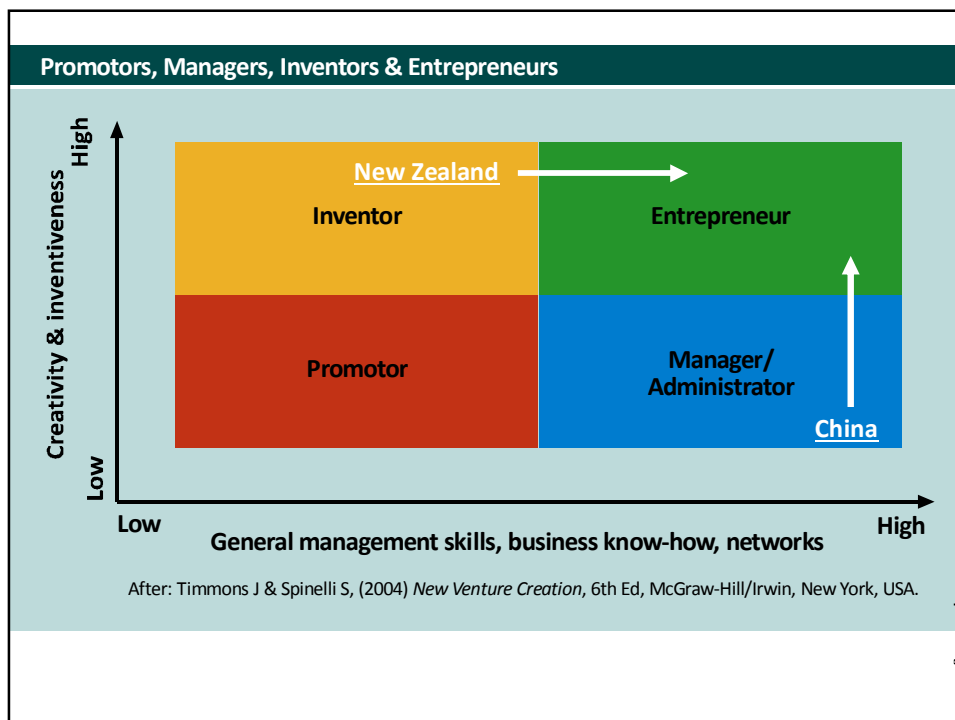 Promotors, Managers, Inventors & Entrepreneurs
High
Creativity & inventiveness
Low
New Zealand
Inventor
Entrepreneur
Promotor
Manager/
Administrator
China
Low
High
General management skills, business know-how, networks
After: Timmons J & Spinelli S, (2004) New Venture Creation, 6th Ed, McGraw-Hill/Irwin, New York, USA.